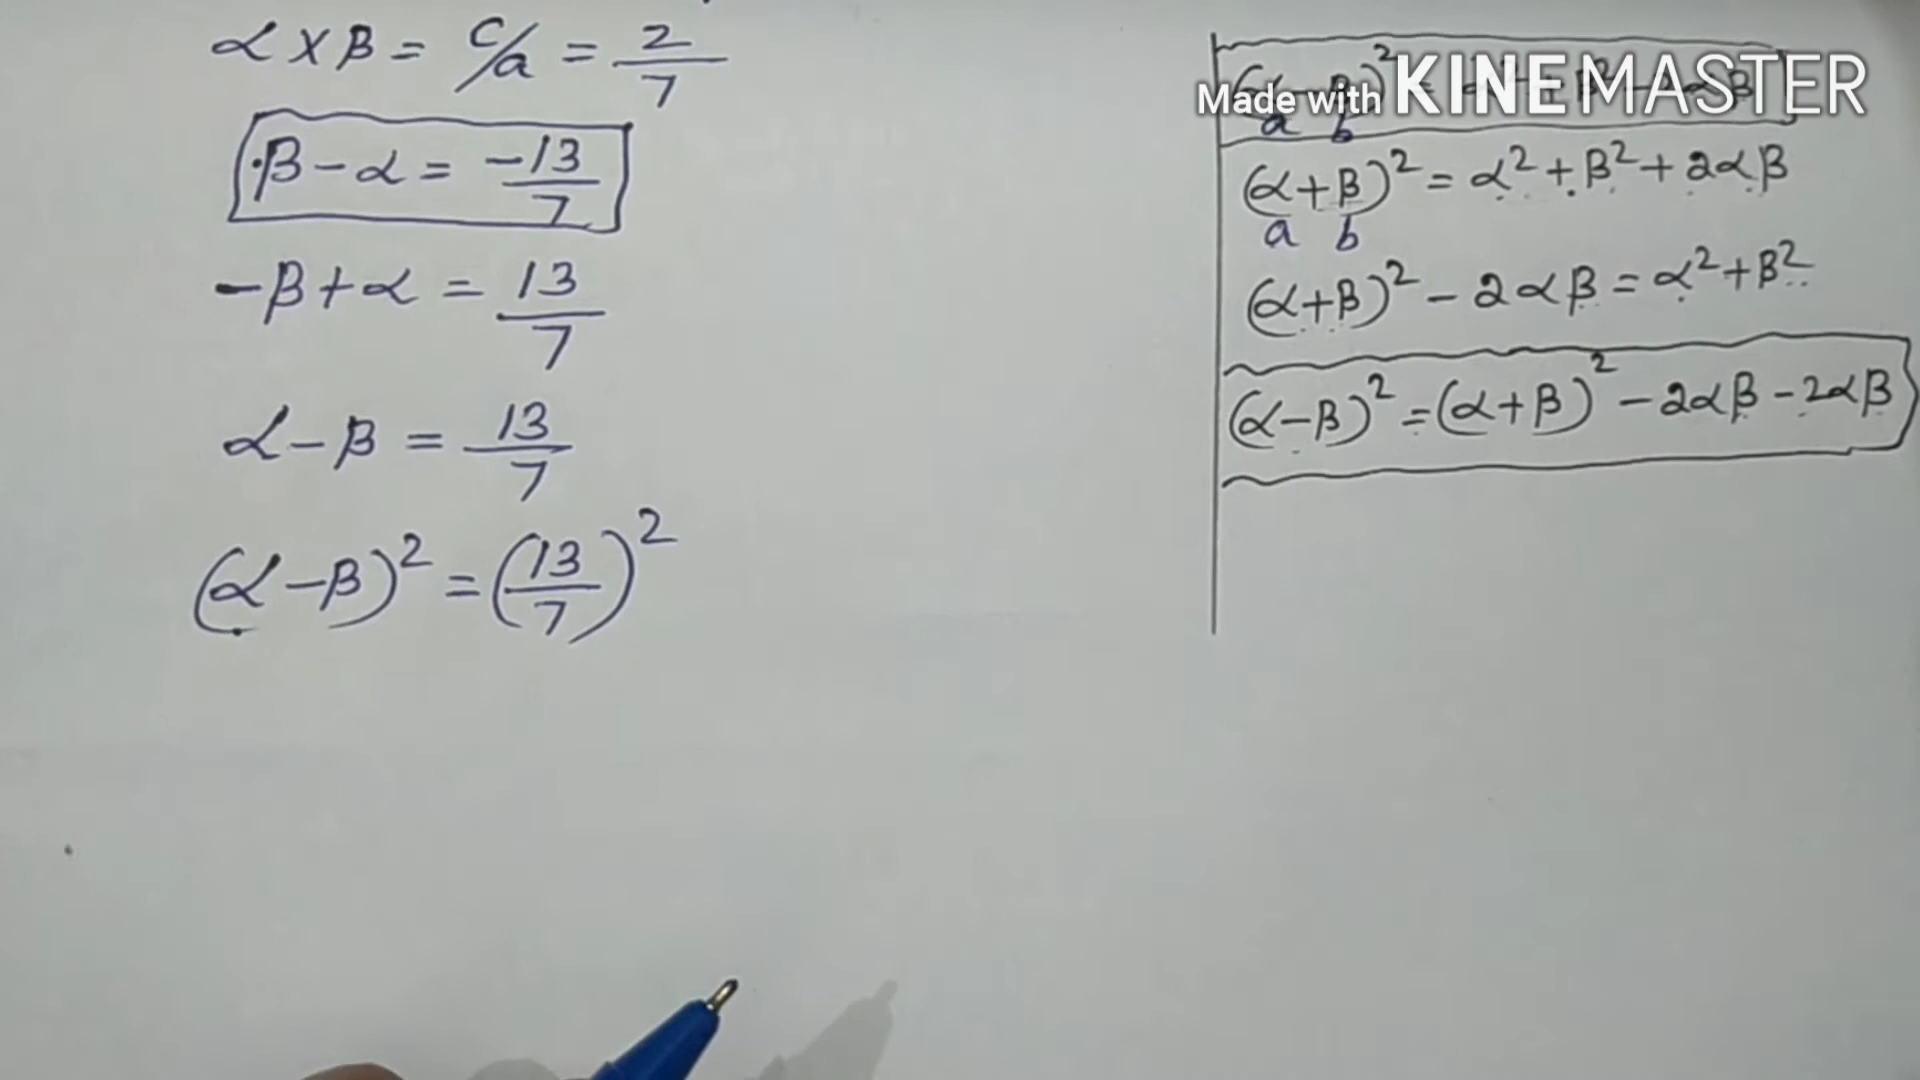 α × β = c/a = 2/7
β - α = -13/7
-β + α = 13/7
α - β = 13/7
(α - β)² = (13/7)²
Made with KINEMASTER
a b
(α + β)² = α² + β² + 2αβ
a b
(α + β)² - 2αβ = α² + β²
(α - β)² = (α + β)² - 2αβ - 2αβ